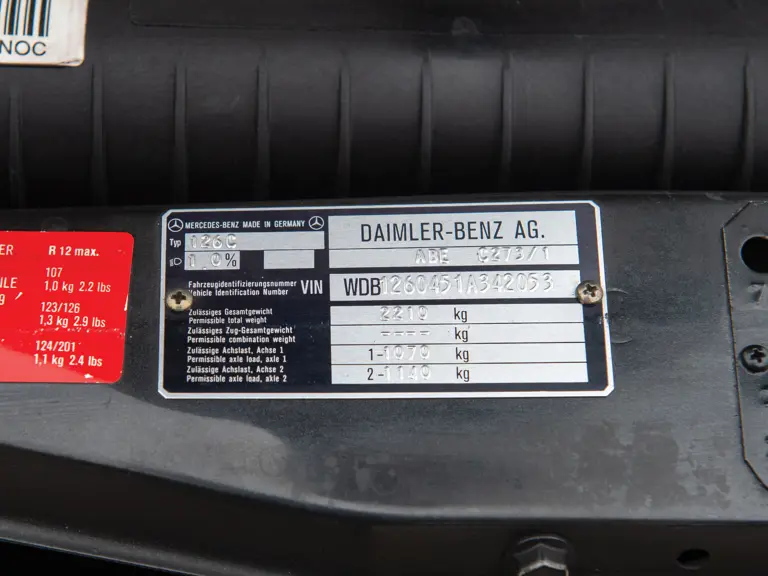 NOC
ER
R 12 max.
107
ULE
1,0 kg 2.2 lbs
g
123/126
1,3 kg 2.9 lbs
124/201
1,1 kg 2.4 lbs
MERCEDES-BENZ MADE IN GERMANY
Typ 126C
1,0%
DAIMLER-BENZ AG.
ABE C273/1
Fahrzeugidentifizierungsnummer
Vehicle Identification Number VIN WDB1260451A342053
Zulässiges Gesamtgewicht
Permissible total weight 2210 kg
Zulässiges Zug-Gesamtgewicht
Permissible combination weight ---- kg
Zulässige Achslast, Achse 1
Permissible axle load, axle 1 1-1070 kg
Zulässige Achslast, Achse 2
Permissible axle load, axle 2 2-1140 kg